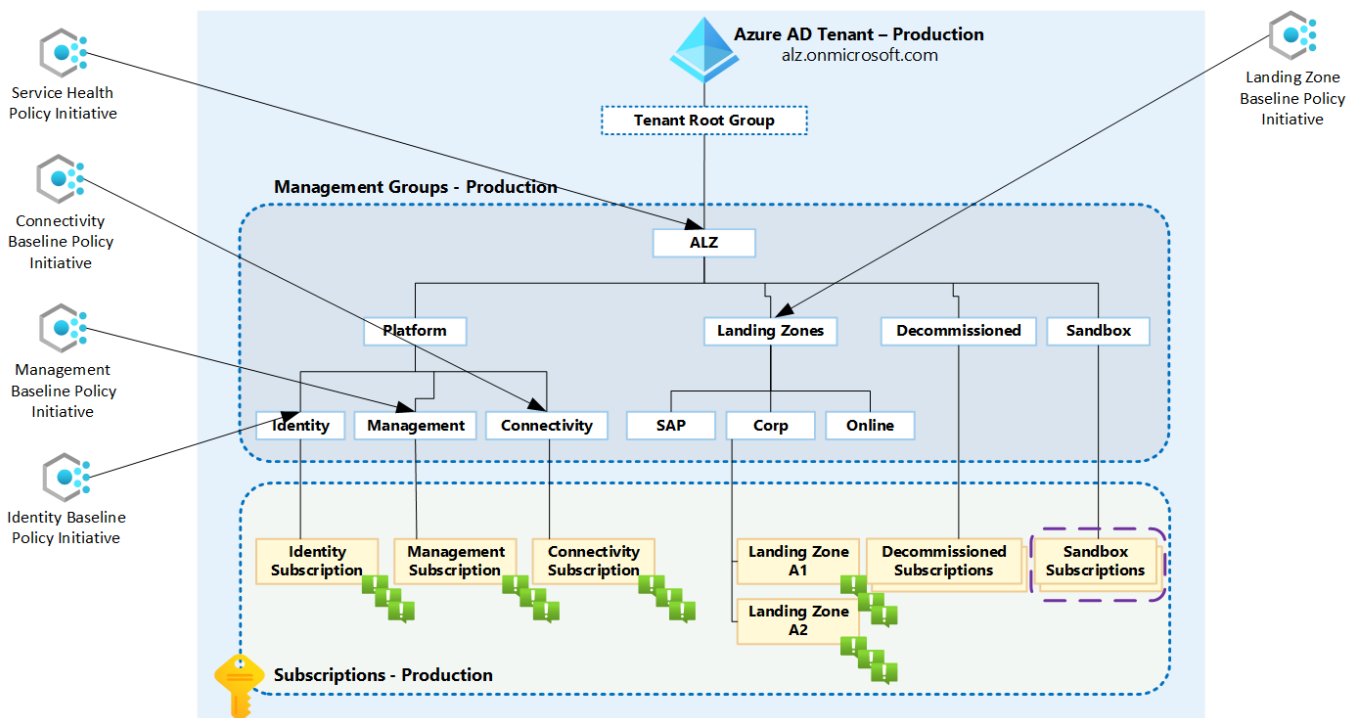 Azure AD Tenant – Production
alz.onmicrosoft.com
Service Health
Policy Initiative
Landing Zone
Baseline Policy
Initiative
Tenant Root Group
Management Groups - Production
Connectivity
Baseline Policy
Initiative
ALZ
Platform
Landing Zones
Decommissioned
Sandbox
Management
Baseline Policy
Initiative
Identity
Management
Connectivity
SAP
Corp
Online
Identity Baseline
Policy Initiative
Identity
Subscription
Management
Subscription
Connectivity
Subscription
Landing Zone
A1
Decommissioned
Subscriptions
Sandbox
Subscriptions
Landing Zone
A2
Subscriptions - Production